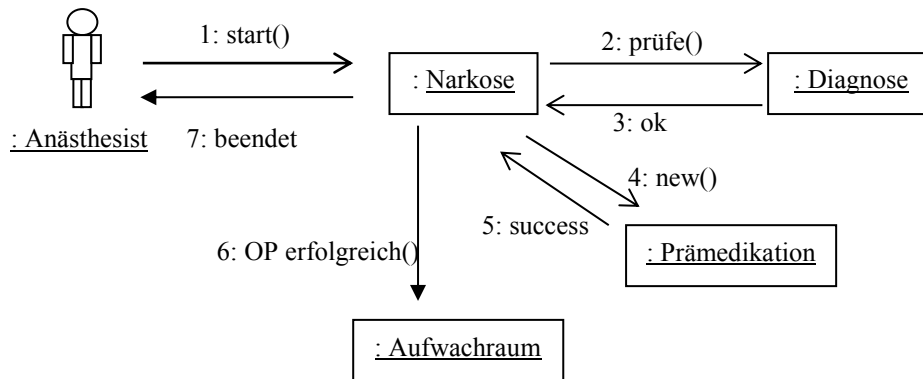 1: start()
2: prüfe()
: Narkose
: Diagnose
3: ok
: Anästhesist
7: beendet
4: new()
5: success
6: OP erfolgreich()
: Prämedikation
: Aufwachraum